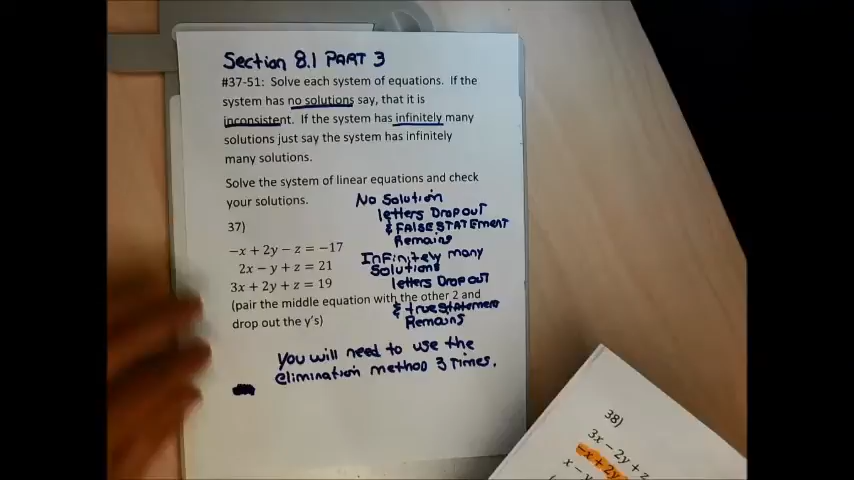 Section 8.1 PART 3
#37-51: Solve each system of equations. If the
system has no solutions say, that it is
inconsistent. If the system has infinitely many
solutions just say the system has infinitely
many solutions.
Solve the system of linear equations and check
your solutions.
37)
−x + 2y − z = −17
2x − y + z = 21
3x + 2y + z = 19
(pair the middle equation with the other 2 and
drop out the y's)
No Solution
letters Drop out
& FALSE STATEMENT
Remains
Infinitely many
Solutions
letters Drop out
& true statement
Remains
You will need to use the
elimination method 3 times.
38)
3x − 2y + z
−x + 2y
x − y